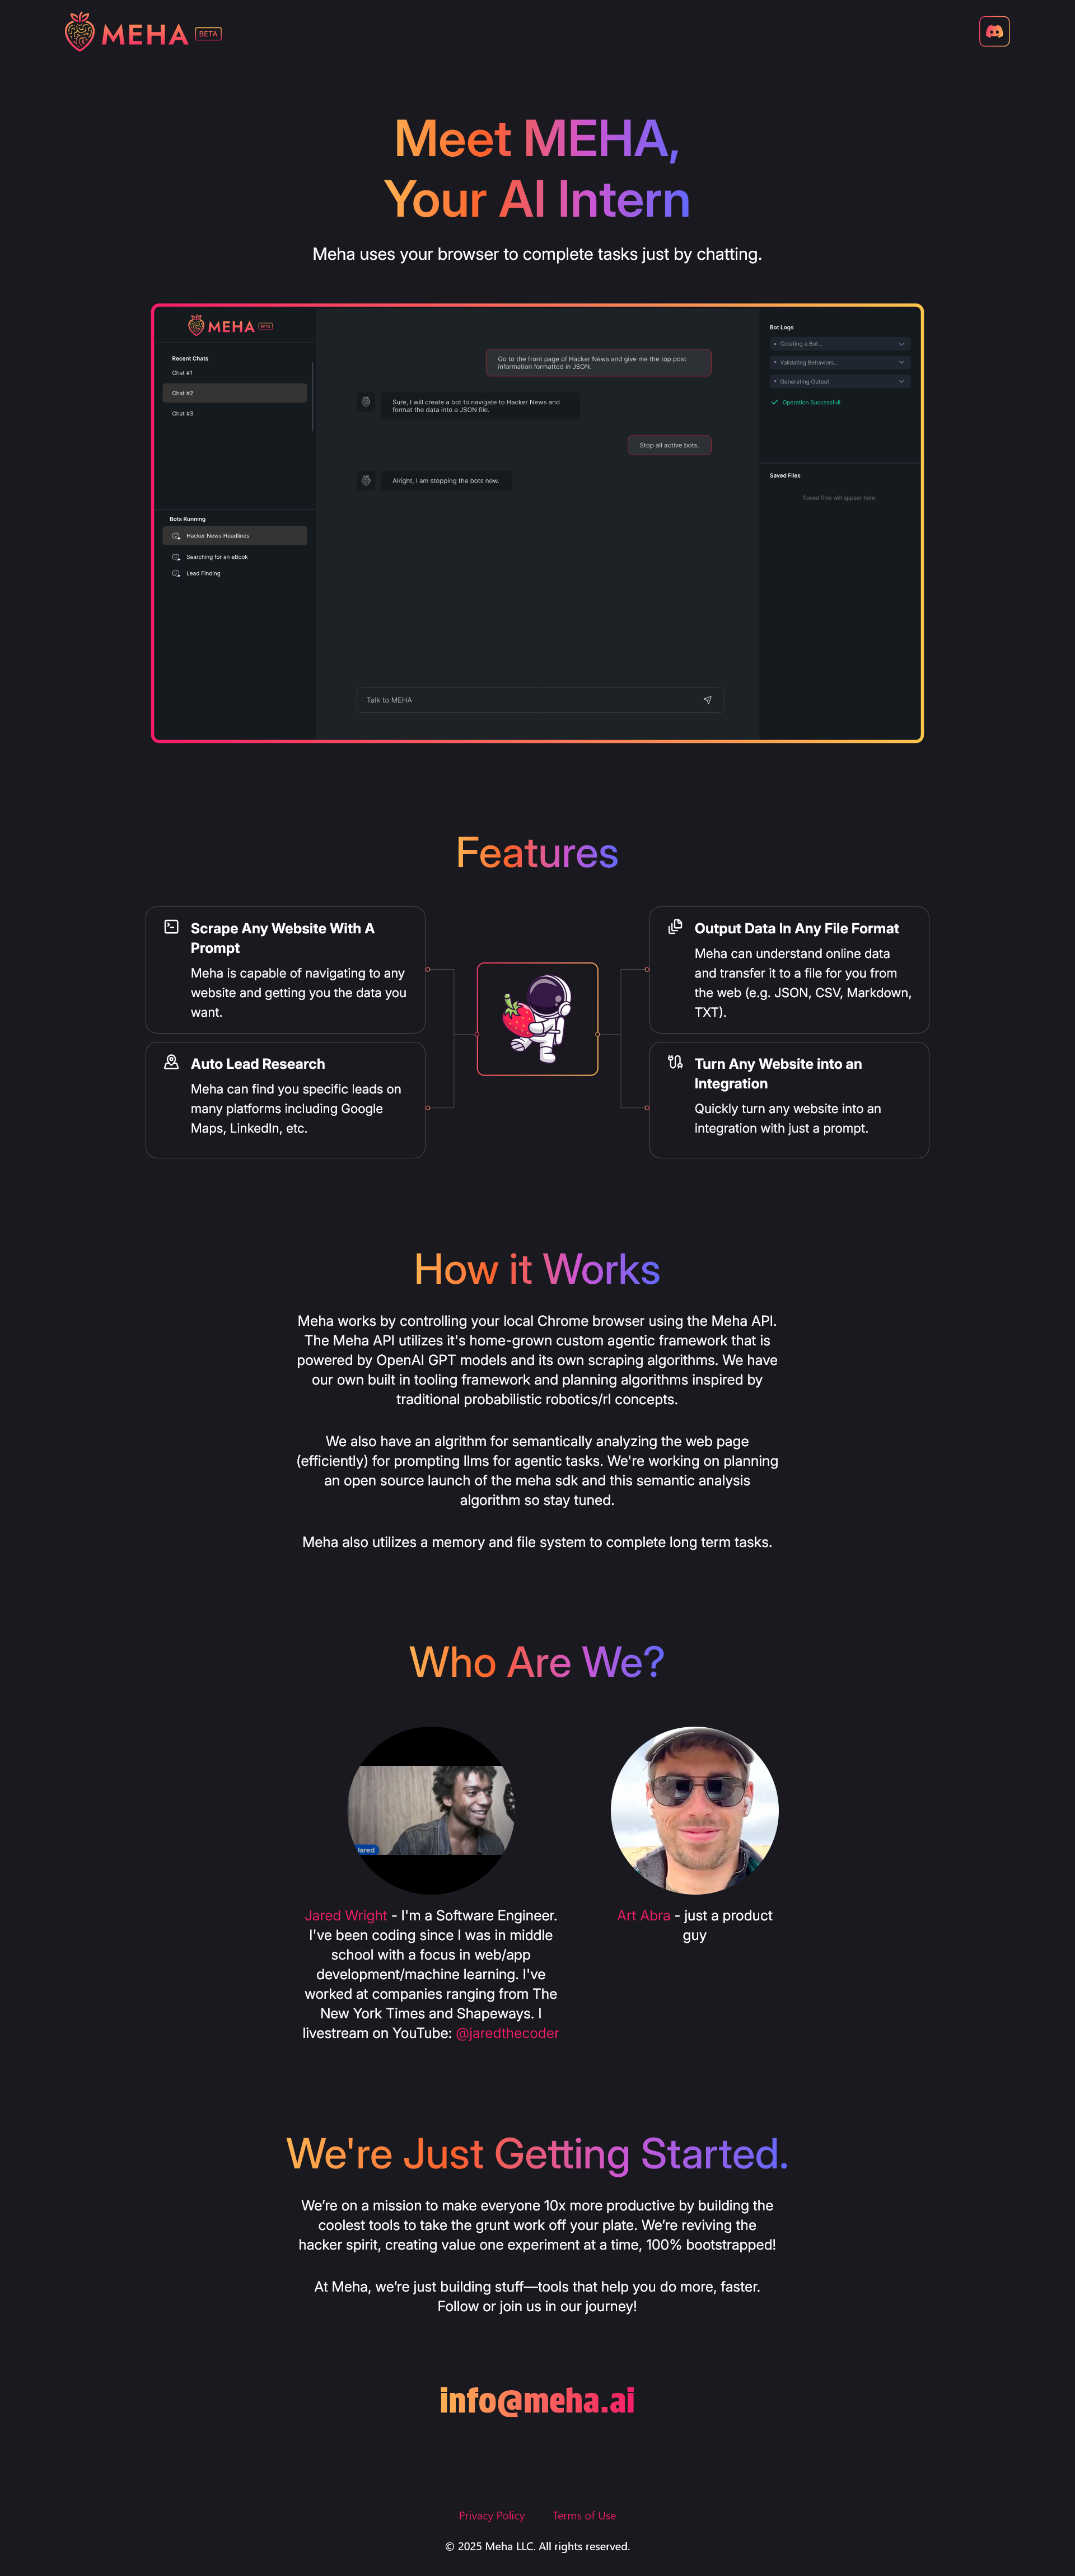 MEHA BETA
Meet MEHA,
Your AI Intern
Meha uses your browser to complete tasks just by chatting.
MEHA BETA
Recent Chats
Chat #1
Chat #2
Chat #3
Bots Running
Hacker News Headlines
Searching for an eBook
Lead Finding
Go to the front page of Hacker News and give me the top post
information formatted in JSON.
Sure, I will create a bot to navigate to Hacker News and
format the data into a JSON file.
Stop all active bots.
Alright, I am stopping the bots now.
Talk to MEHA
Bot Logs
Creating a Bot...
Validating Behaviors...
Generating Output
Operation Successfull
Saved Files
Saved files will appear here.
Features
Scrape Any Website With A
Prompt
Meha is capable of navigating to any
website and getting you the data you
want.
Auto Lead Research
Meha can find you specific leads on
many platforms including Google
Maps, LinkedIn, etc.
Output Data In Any File Format
Meha can understand online data
and transfer it to a file for you from
the web (e.g. JSON, CSV, Markdown,
TXT).
Turn Any Website into an
Integration
Quickly turn any website into an
integration with just a prompt.
How it Works
Meha works by controlling your local Chrome browser using the Meha API.
The Meha API utilizes it's home-grown custom agentic framework that is
powered by OpenAI GPT models and its own scraping algorithms. We have
our own built in tooling framework and planning algorithms inspired by
traditional probabilistic robotics/rl concepts.
We also have an algrithm for semantically analyzing the web page
(efficiently) for prompting llms for agentic tasks. We're working on planning
an open source launch of the meha sdk and this semantic analysis
algorithm so stay tuned.
Meha also utilizes a memory and file system to complete long term tasks.
Who Are We?
Jared
Jared Wright - I'm a Software Engineer.
I've been coding since I was in middle
school with a focus in web/app
development/machine learning. I've
worked at companies ranging from The
New York Times and Shapeways. I
livestream on YouTube: @jaredthecoder
Art Abra - just a product
guy
We're Just Getting Started.
We’re on a mission to make everyone 10x more productive by building the
coolest tools to take the grunt work off your plate. We’re reviving the
hacker spirit, creating value one experiment at a time, 100% bootstrapped!
At Meha, we’re just building stuff—tools that help you do more, faster.
Follow or join us in our journey!
info@meha.ai
Privacy Policy Terms of Use
© 2025 Meha LLC. All rights reserved.